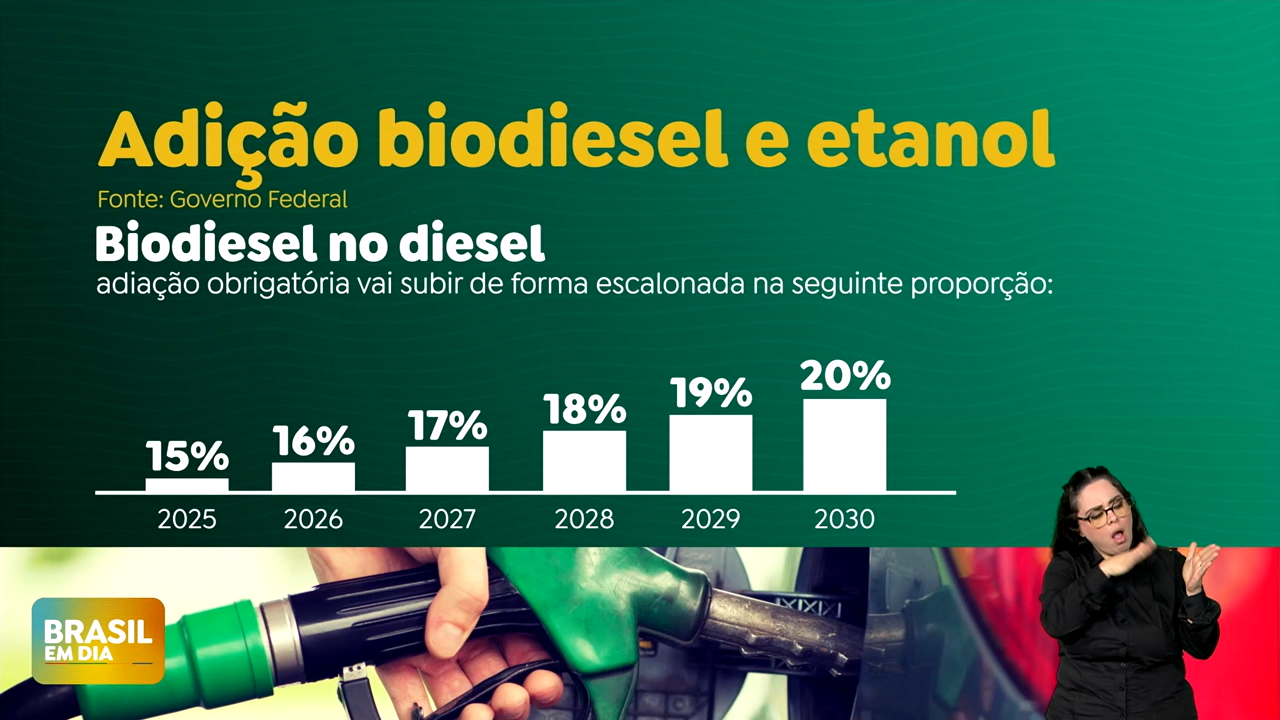 Adição biodiesel e etanol
Fonte: Governo Federal
Biodiesel no diesel
adiação obrigatória vai subir de forma escalonada na seguinte proporção:
15% 16% 17% 18% 19% 20%
2025 2026 2027 2028 2029 2030
BRASIL
EM DIA